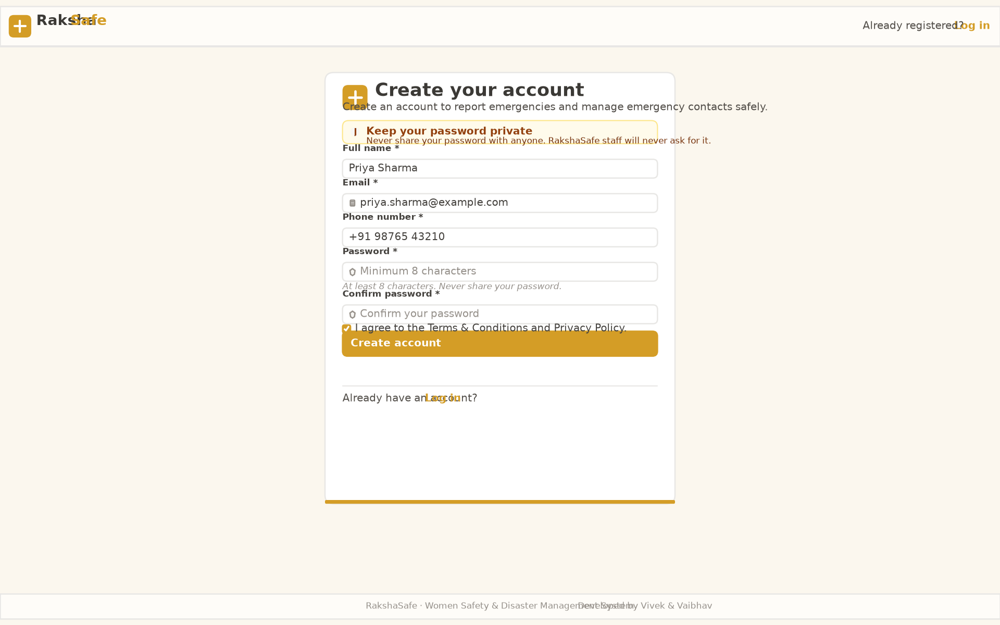 RakshaSafe
Already registered? Log in
Create your account
Create an account to report emergencies and manage emergency contacts safely.
Keep your password private
Never share your password with anyone. RakshaSafe staff will never ask for it.
Full name *
Priya Sharma
Email *
priya.sharma@example.com
Phone number *
+91 98765 43210
Password *
Minimum 8 characters
At least 8 characters. Never share your password.
Confirm password *
Confirm your password
I agree to the Terms & Conditions and Privacy Policy.
Create account
Already have an account? Log in
RakshaSafe · Women Safety & Disaster Management System Developed by Vivek & Vaibhav